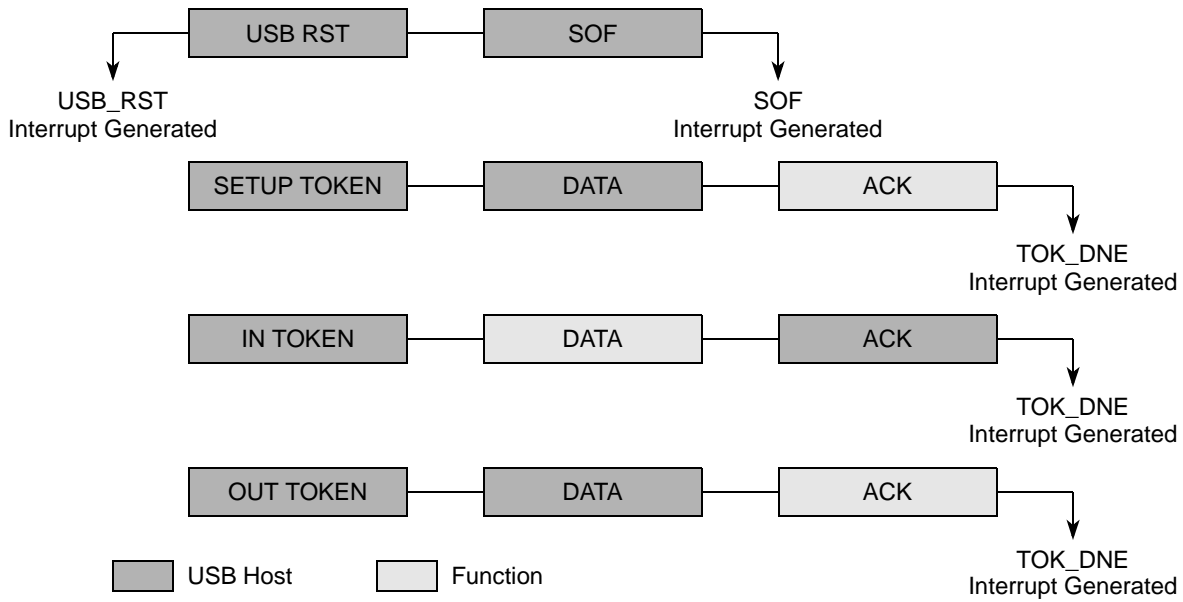 USB RST
SOF
USB_RST
Interrupt Generated
SOF
Interrupt Generated
SETUP TOKEN
DATA
ACK
TOK_DNE
Interrupt Generated
IN TOKEN
DATA
ACK
TOK_DNE
Interrupt Generated
OUT TOKEN
DATA
ACK
TOK_DNE
Interrupt Generated
USB Host
Function